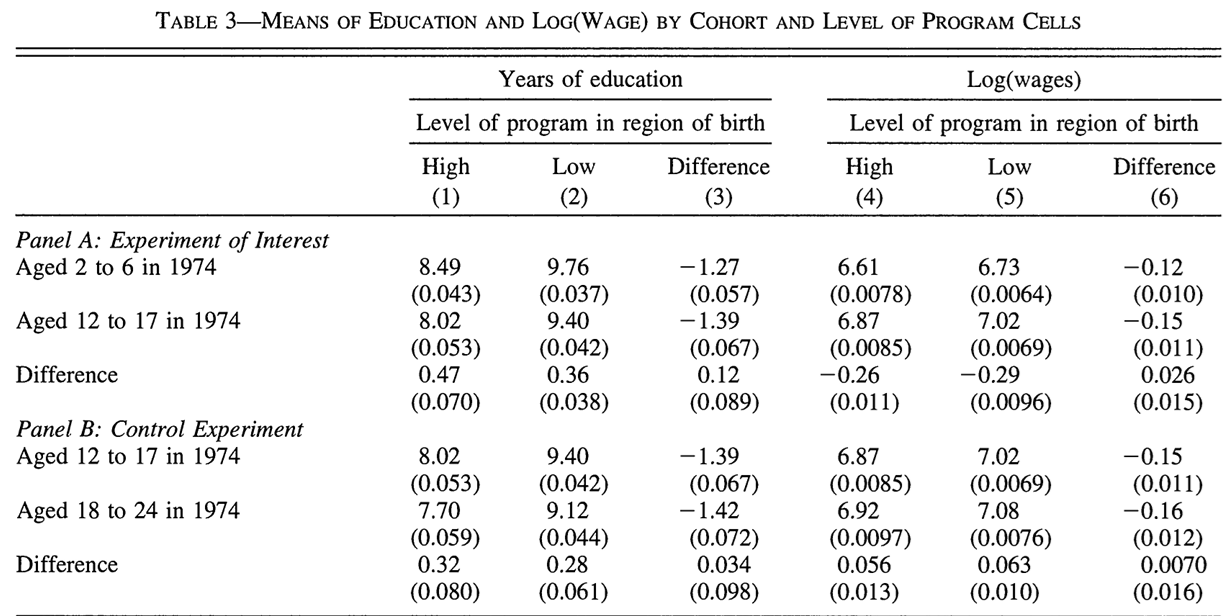 TABLE 3—MEANS OF EDUCATION AND LOG(WAGE) BY COHORT AND LEVEL OF PROGRAM CELLS
Years of education Log(wages)
Level of program in region of birth Level of program in region of birth
High Low Difference High Low Difference
(1) (2) (3) (4) (5) (6)
Panel A: Experiment of Interest
Aged 2 to 6 in 1974 8.49 9.76 −1.27 6.61 6.73 −0.12
(0.043) (0.037) (0.057) (0.0078) (0.0064) (0.010)
Aged 12 to 17 in 1974 8.02 9.40 −1.39 6.87 7.02 −0.15
(0.053) (0.042) (0.067) (0.0085) (0.0069) (0.011)
Difference 0.47 0.36 0.12 −0.26 −0.29 0.026
(0.070) (0.038) (0.089) (0.011) (0.0096) (0.015)
Panel B: Control Experiment
Aged 12 to 17 in 1974 8.02 9.40 −1.39 6.87 7.02 −0.15
(0.053) (0.042) (0.067) (0.0085) (0.0069) (0.011)
Aged 18 to 24 in 1974 7.70 9.12 −1.42 6.92 7.08 −0.16
(0.059) (0.044) (0.072) (0.0097) (0.0076) (0.012)
Difference 0.32 0.28 0.034 0.056 0.063 0.0070
(0.080) (0.061) (0.098) (0.013) (0.010) (0.016)